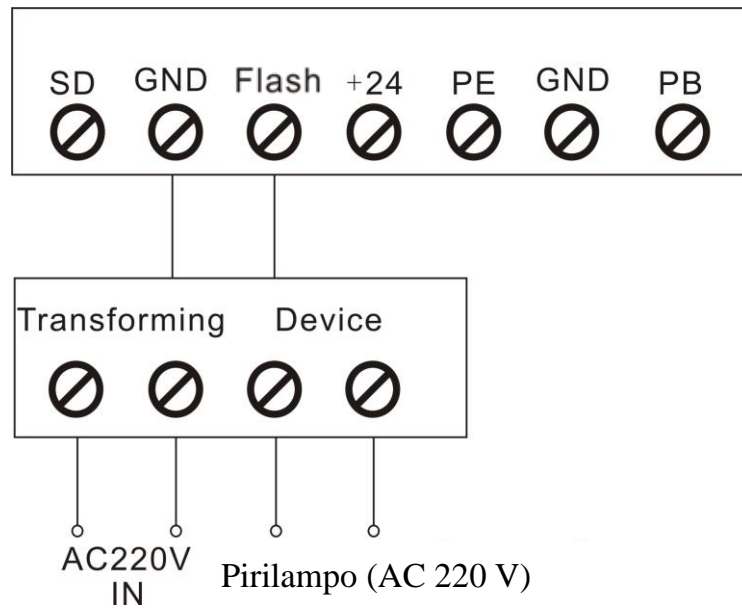 SD GND Flash +24 PE GND PB
Transforming Device
AC220V
IN
Pirilampo (AC 220 V)